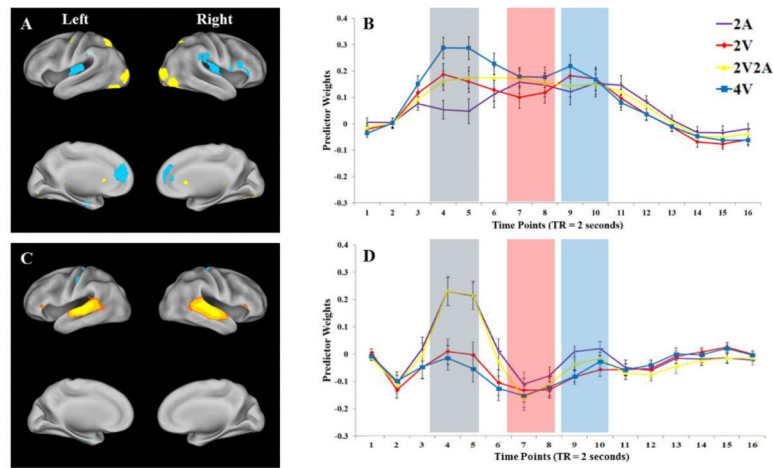 A
Left
Right
B
2A
2V
2V2A
4V
Predictor Weights
0.4
0.3
0.2
0.1
0
0.1
0.2
0.3
1 2 3 4 5 6 7 8 9 10 11 12 13 14 15 16
Time Points (TR = 2 seconds)
C
D
Predictor Weights
0.4
0.3
0.2
0.1
0
-0.1
-0.2
-0.3
1 2 3 4 5 6 7 8 9 10 11 12 13 14 15 16
Time Points (TR = 2 seconds)